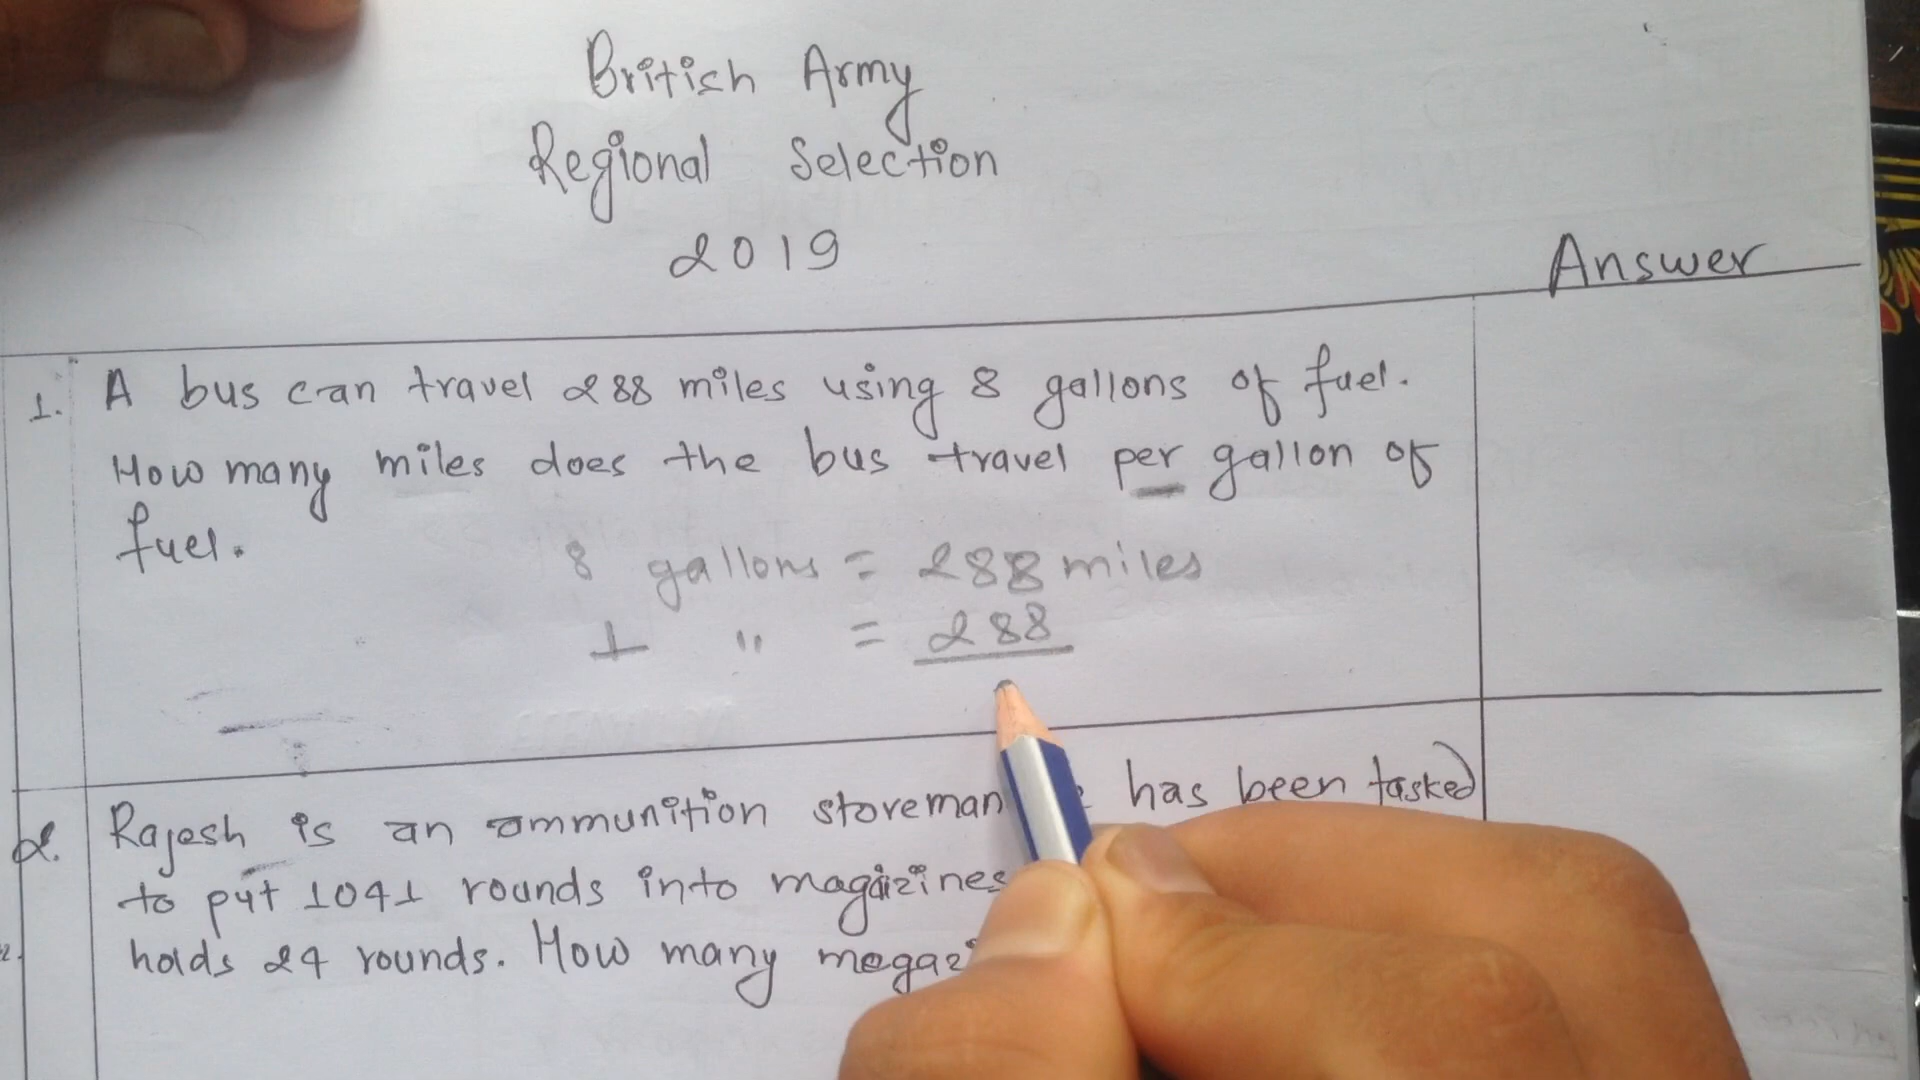 British Army
Regional Selection
2019
Answer
1. A bus can travel 288 miles using 8 gallons of fuel.
How many miles does the bus travel per gallon of
fuel.
8 gallons = 288 miles
1 " = 288
2. Rajesh is an ammunition storeman has been tasked
to put 1041 rounds into magazines
holds 24 rounds. How many